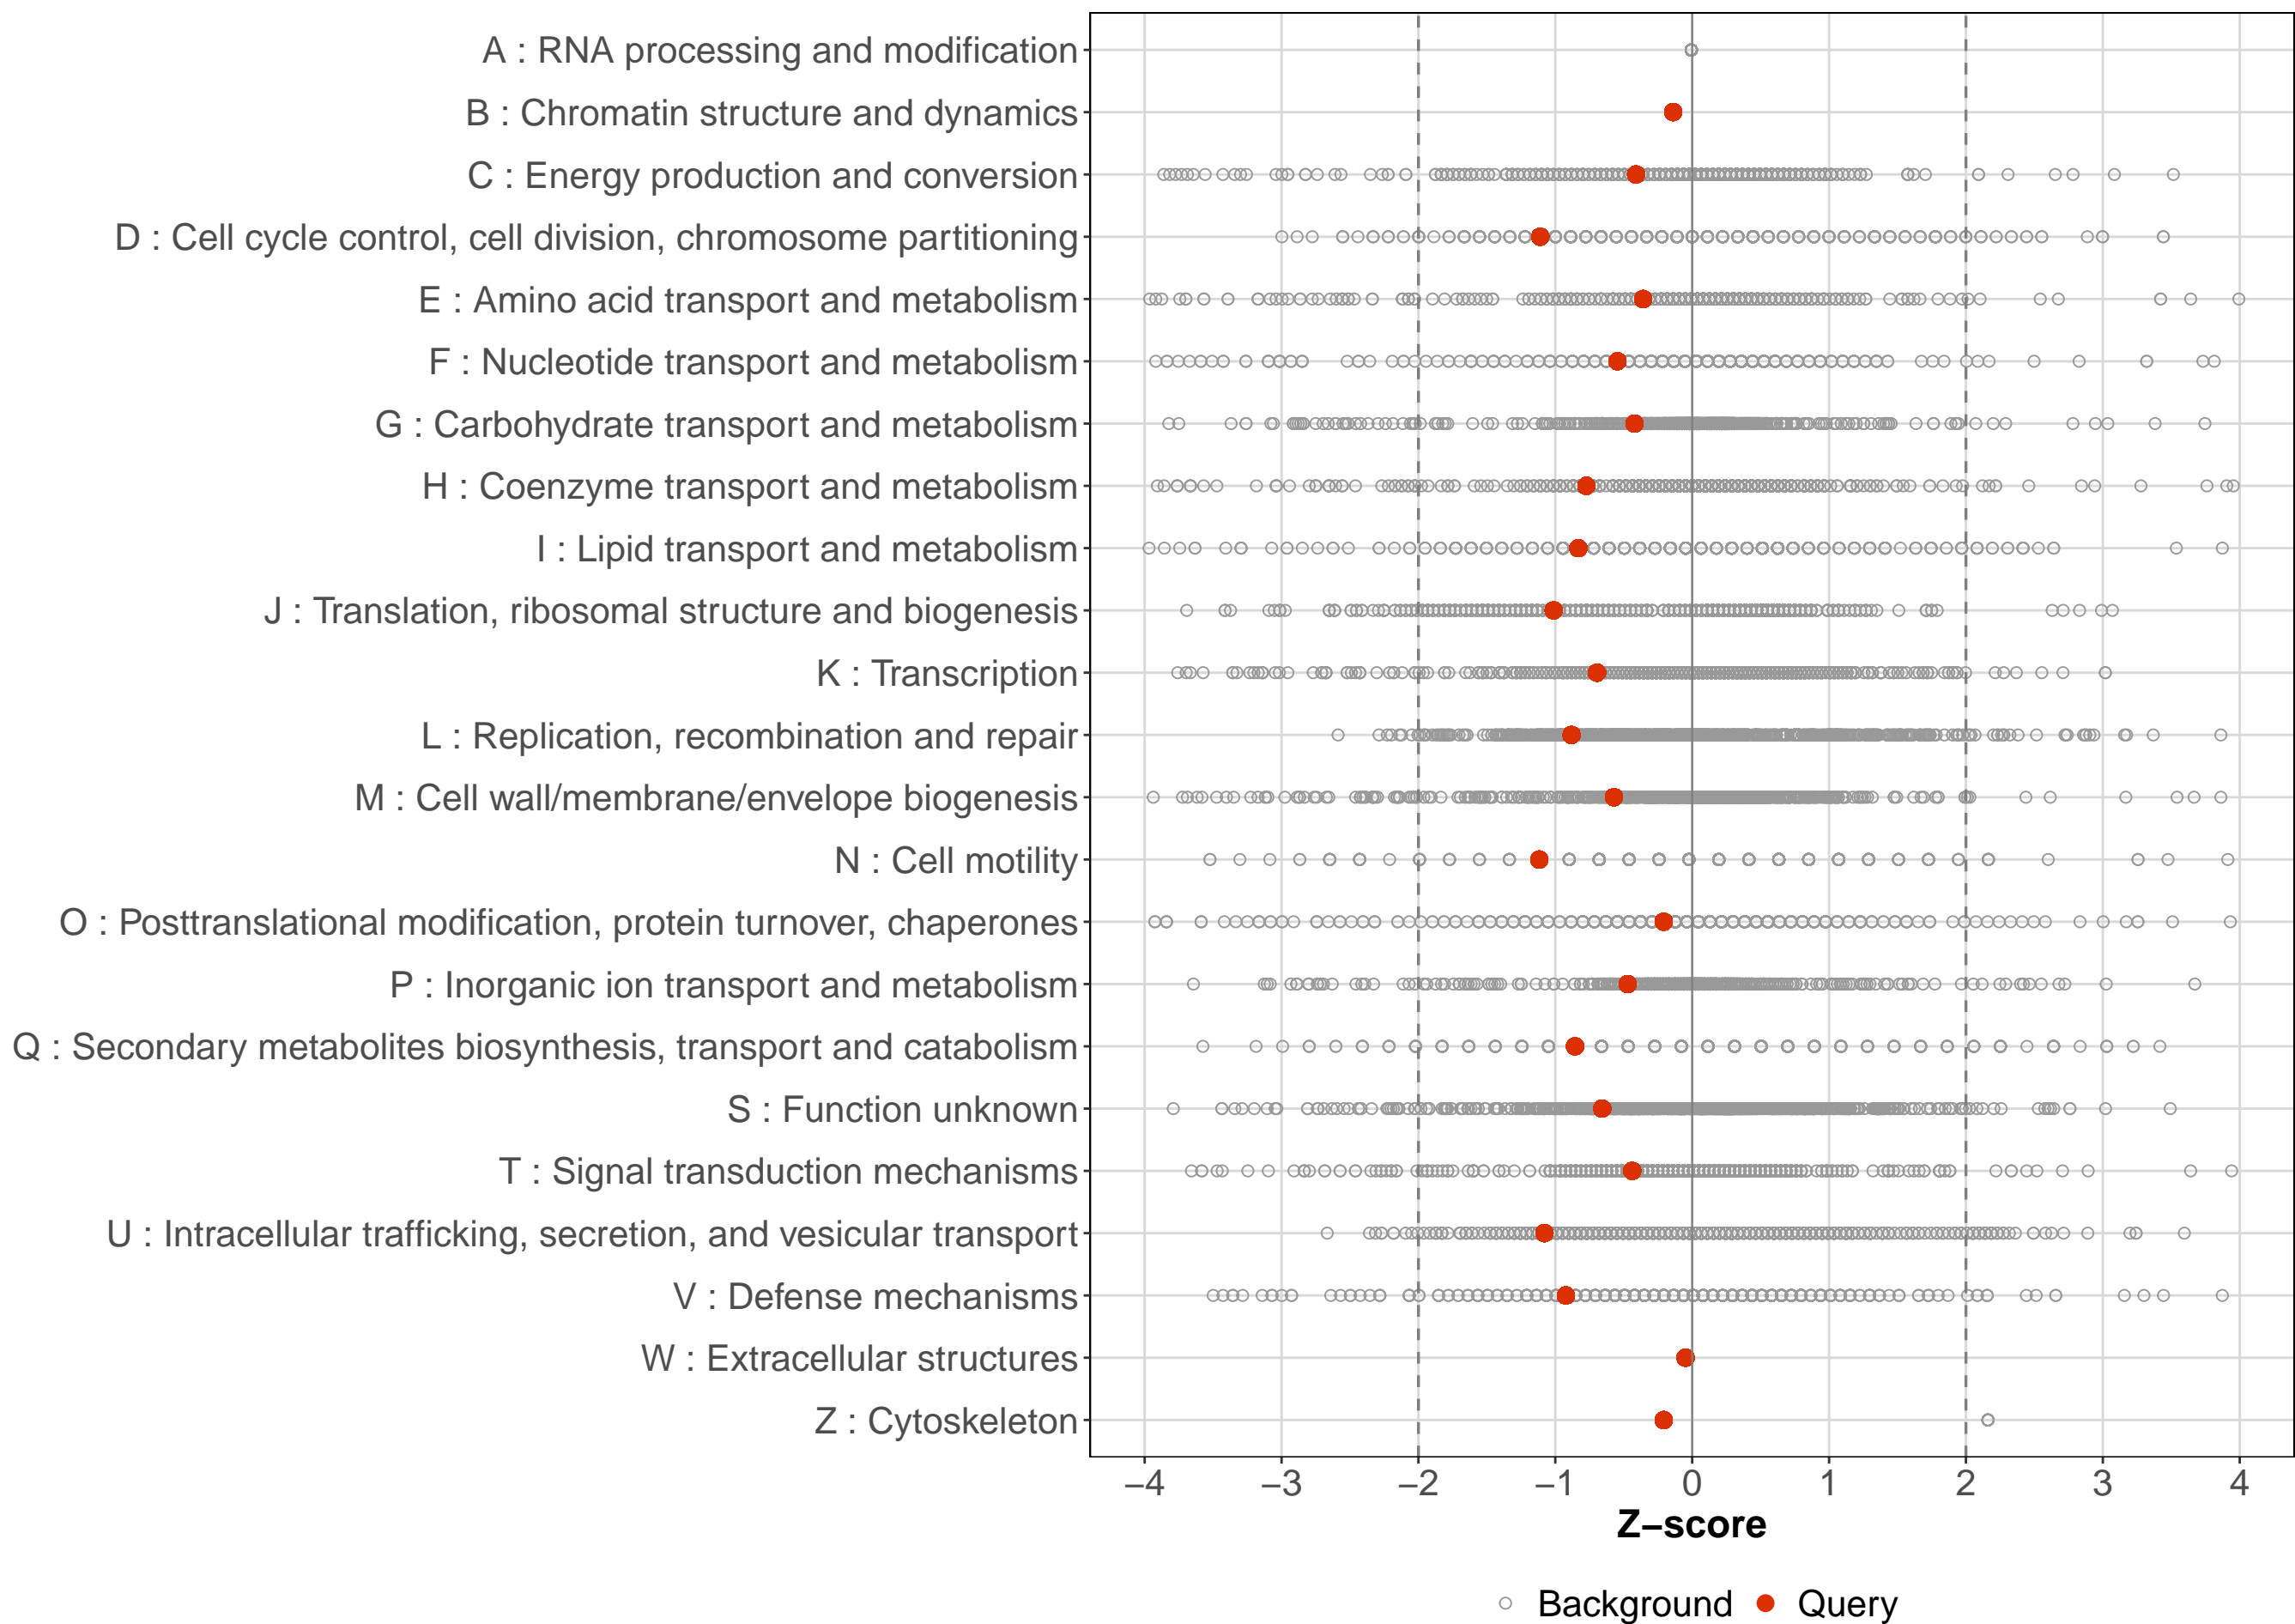 A : RNA processing and modification
B : Chromatin structure and dynamics
C : Energy production and conversion
D : Cell cycle control, cell division, chromosome partitioning
E : Amino acid transport and metabolism
F : Nucleotide transport and metabolism
G : Carbohydrate transport and metabolism
H : Coenzyme transport and metabolism
I : Lipid transport and metabolism
J : Translation, ribosomal structure and biogenesis
K : Transcription
L : Replication, recombination and repair
M : Cell wall/membrane/envelope biogenesis
N : Cell motility
O : Posttranslational modification, protein turnover, chaperones
P : Inorganic ion transport and metabolism
Q : Secondary metabolites biosynthesis, transport and catabolism
S : Function unknown
T : Signal transduction mechanisms
U : Intracellular trafficking, secretion, and vesicular transport
V : Defense mechanisms
W : Extracellular structures
Z : Cytoskeleton
−4 −3 −2 −1 0 1 2 3 4
Z−score
Background Query